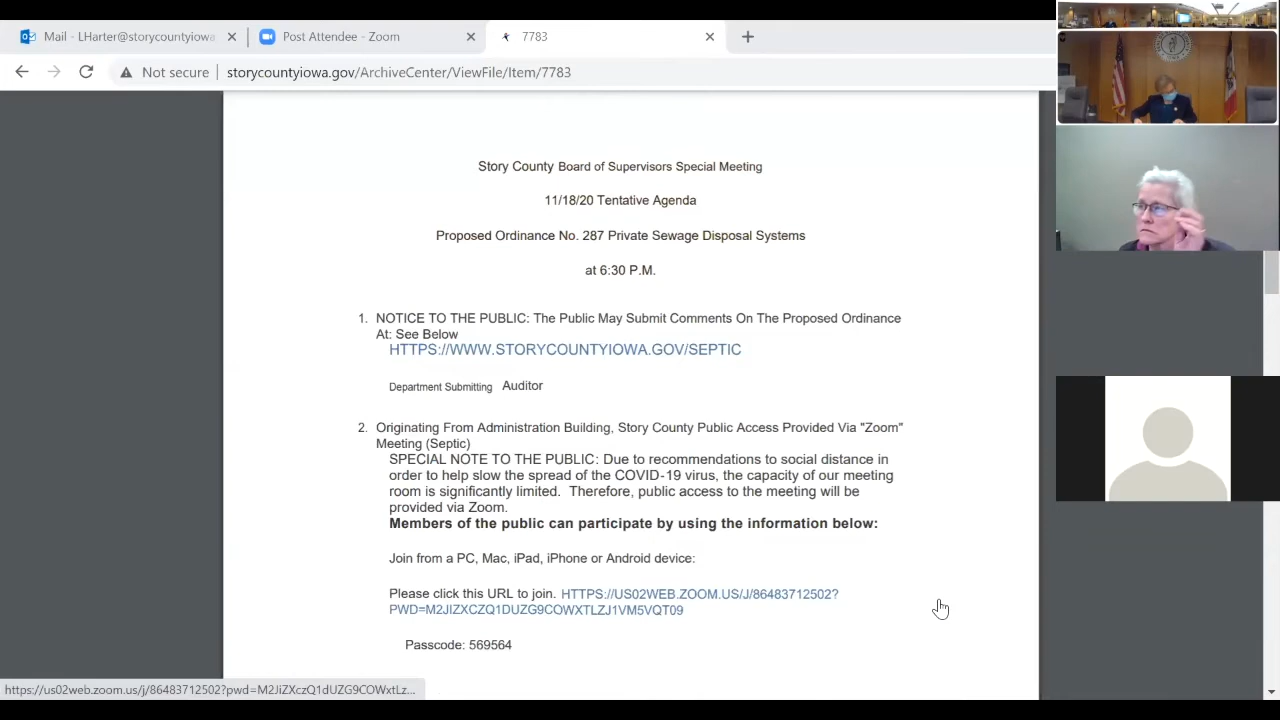 Mail - LHarter@storycountyiowa
Post Attendee - Zoom
7783
Not secure
storycountyiowa.gov/ArchiveCenter/ViewFile/Item/7783
Story County Board of Supervisors Special Meeting
11/18/20 Tentative Agenda
Proposed Ordinance No. 287 Private Sewage Disposal Systems
at 6:30 P.M.
1. NOTICE TO THE PUBLIC: The Public May Submit Comments On The Proposed Ordinance
At: See Below
HTTPS://WWW.STORYCOUNTYIOWA.GOV/SEPTIC
Department Submitting Auditor
2. Originating From Administration Building, Story County Public Access Provided Via "Zoom"
Meeting (Septic)
SPECIAL NOTE TO THE PUBLIC: Due to recommendations to social distance in
order to help slow the spread of the COVID-19 virus, the capacity of our meeting
room is significantly limited. Therefore, public access to the meeting will be
provided via Zoom.
Members of the public can participate by using the information below:
Join from a PC, Mac, iPad, iPhone or Android device:
Please click this URL to join. HTTPS://US02WEB.ZOOM.US/J/86483712502?
PWD=M2JIZXCZQ1DUZG9COWXTLZJ1VM5VQT09
Passcode: 569564
https://us02web.zoom.us/j/86483712502?pwd=M2JiZXczQ1dUZG9COWxtLz...